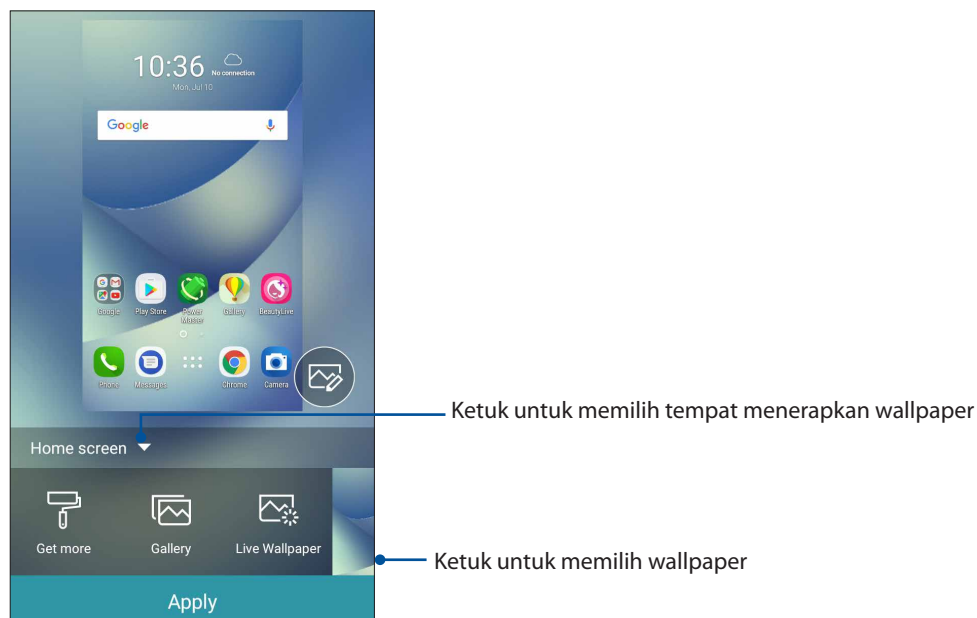 10:36
No connection
Mon, Jul 10
Google
Google
Play Store
Power
Master
Gallery
BeautyLive
Phone
Messages
Chrome
Camera
Ketuk untuk memilih tempat menerapkan wallpaper
Home screen
Get more
Gallery
Live Wallpaper
Ketuk untuk memilih wallpaper
Apply